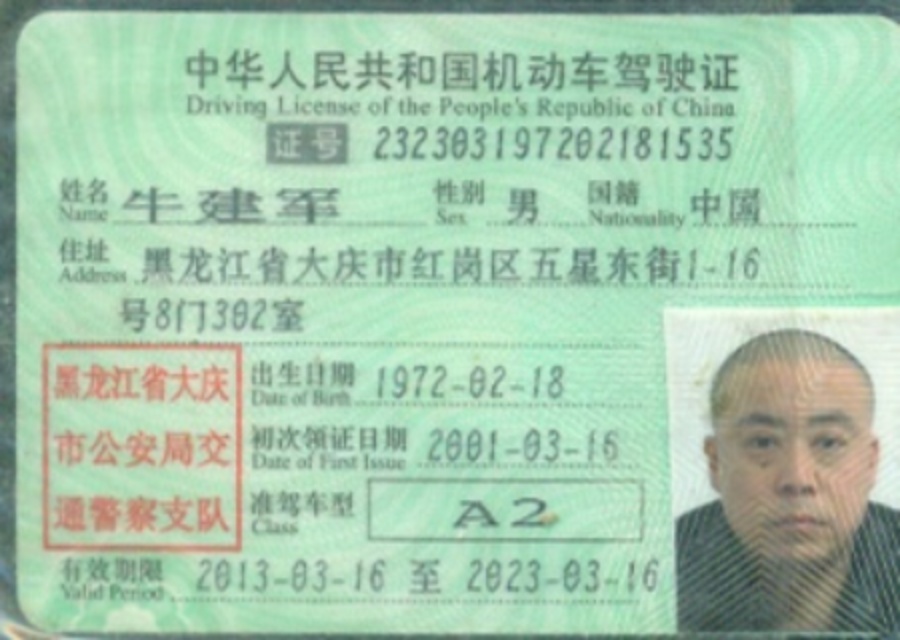 中华人民共和国机动车驾驶证
Driving License of the People's Republic of China
证号 232303197202181535
姓名 Name 牛建军 性别 Sex 男 国籍 Nationality 中国
住址 Address 黑龙江省大庆市红岗区五星东街1-16
号8门302室
黑龙江省大庆
市公安局交
通警察支队
出生日期 Date of Birth 1972-02-18
初次领证日期 Date of First Issue 2001-03-16
准驾车型 Class A2
有效期限 Valid Period 2013-03-16 至 2023-03-16